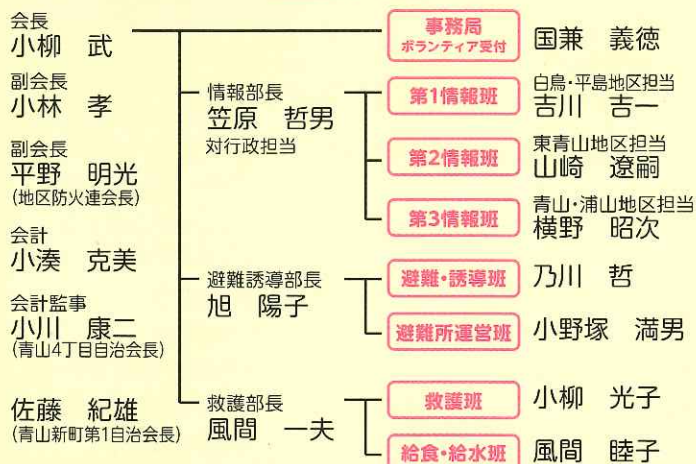 会長
小柳 武
副会長
小林 孝
副会長
平野 明光
(地区防火連会長)
会計
小湊 克美
会計監事
小川 康二
(青山4丁目自治会長)
佐藤 紀雄
(青山新町第1自治会長)
情報部長
笠原 哲男
対行政担当
避難誘導部長
旭 陽子
救護部長
風間 一夫
事務局
ボランティア受付
国兼 義徳
第1情報班
白鳥・平島地区担当
吉川 吉一
第2情報班
東青山地区担当
山崎 遼嗣
第3情報班
青山・浦山地区担当
横野 昭次
避難・誘導班
乃川 哲
避難所運営班
小野塚 満男
救護班
小柳 光子
給食・給水班
風間 睦子